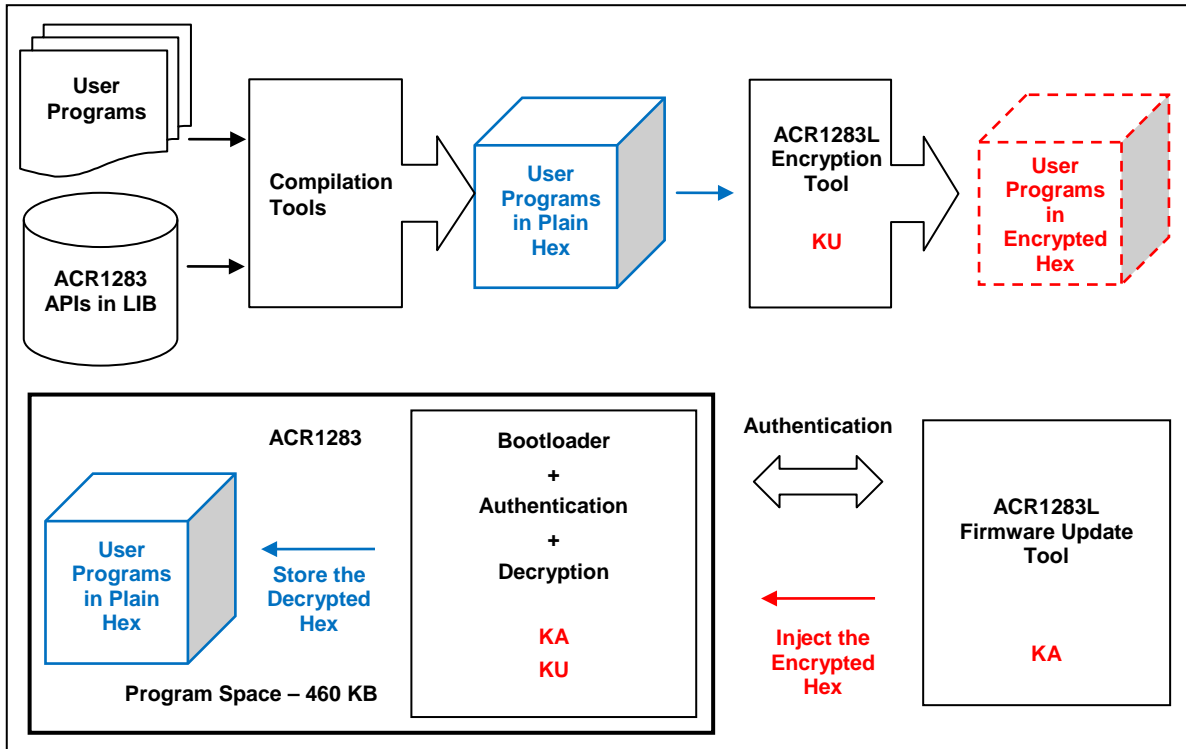 User
Programs
ACR1283
APIs in LIB
Compilation
Tools
User
Programs
in Plain
Hex
ACR1283L
Encryption
Tool
KU
User
Programs
in
Encrypted
Hex
ACR1283
User
Programs
in Plain
Hex
Store the
Decrypted
Hex
Program Space – 460 KB
Bootloader
+
Authentication
+
Decryption
KA
KU
Authentication
Inject the
Encrypted
Hex
ACR1283L
Firmware Update
Tool
KA